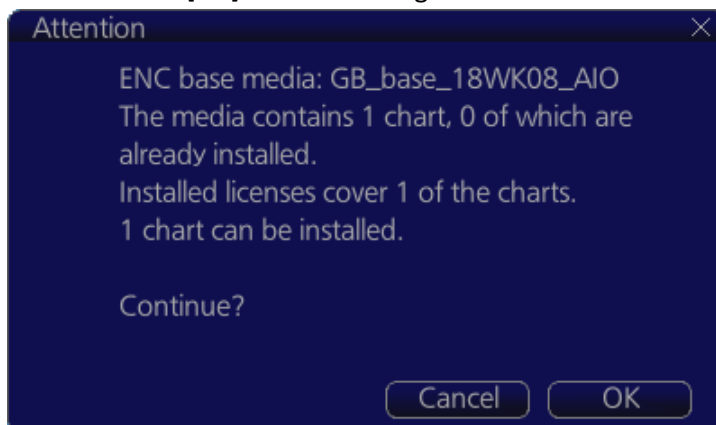 Attention
ENC base media: GB_base_18WK08_AIO
The media contains 1 chart, 0 of which are
already installed.
Installed licenses cover 1 of the charts.
1 chart can be installed.
Continue?
Cancel OK